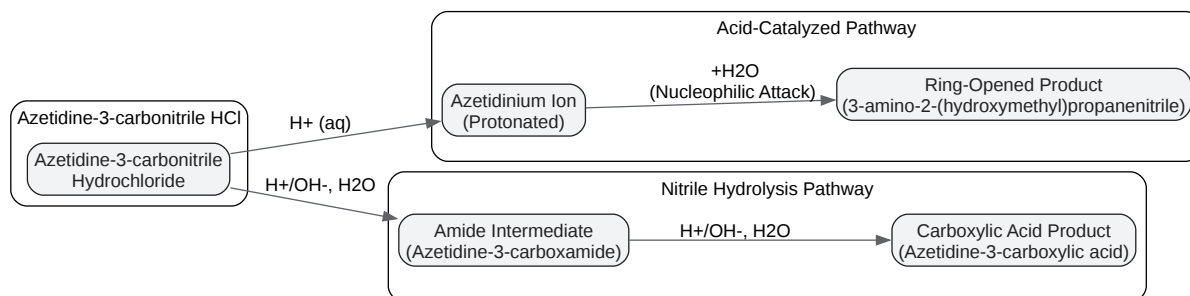 Acid-Catalyzed Pathway
+H2O
(Nucleophilic Attack)
Azetidinium Ion
(Protonated)
Ring-Opened Product
(3-amino-2-(hydroxymethyl)propanenitrile)
Azetidine-3-carbonitrile HCl
H+ (aq)
Azetidine-3-carbonitrile
Hydrochloride
H+/OH-, H2O
Nitrile Hydrolysis Pathway
Amide Intermediate
(Azetidine-3-carboxamide)
H+/OH-, H2O
Carboxylic Acid Product
(Azetidine-3-carboxylic acid)